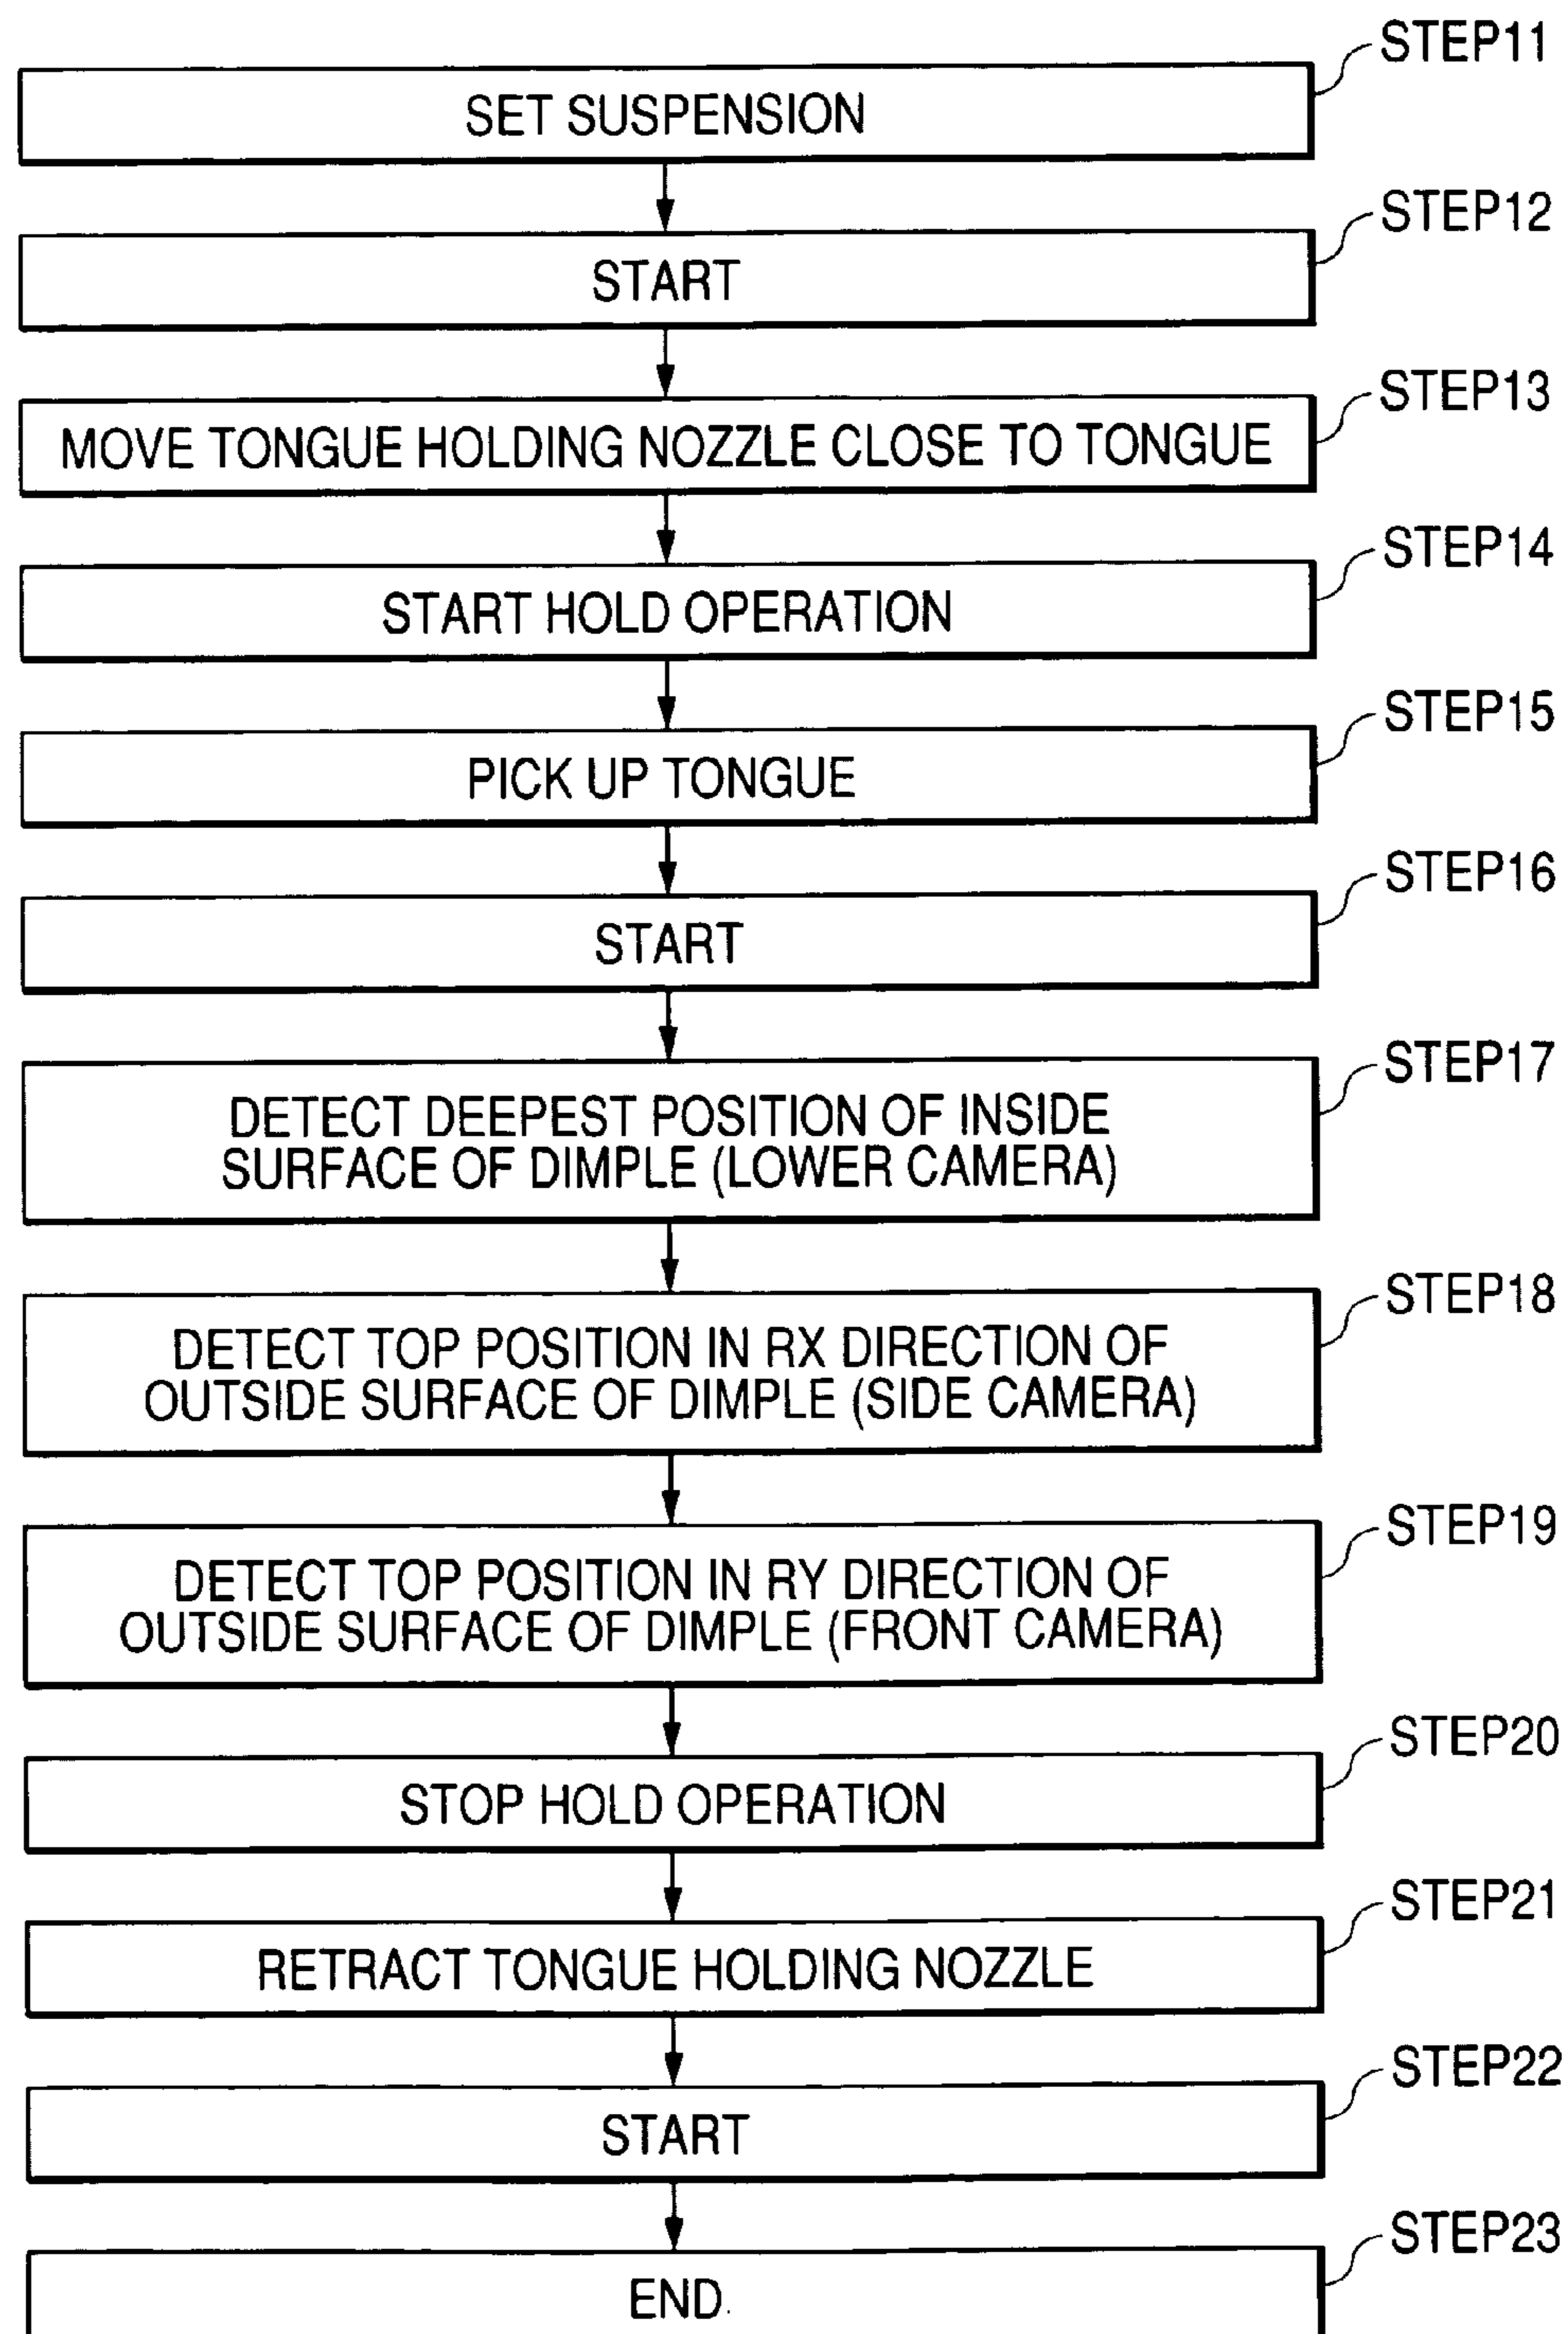 STEP11
SET SUSPENSION
STEP12
START
STEP13
MOVE TONGUE HOLDING NOZZLE CLOSE TO TONGUE
STEP14
START HOLD OPERATION
STEP15
PICK UP TONGUE
STEP16
START
STEP17
DETECT DEEPEST POSITION OF INSIDE
SURFACE OF DIMPLE (LOWER CAMERA)
STEP18
DETECT TOP POSITION IN RX DIRECTION OF
OUTSIDE SURFACE OF DIMPLE (SIDE CAMERA)
STEP19
DETECT TOP POSITION IN RY DIRECTION OF
OUTSIDE SURFACE OF DIMPLE (FRONT CAMERA)
STEP20
STOP HOLD OPERATION
STEP21
RETRACT TONGUE HOLDING NOZZLE
STEP22
START
STEP23
END